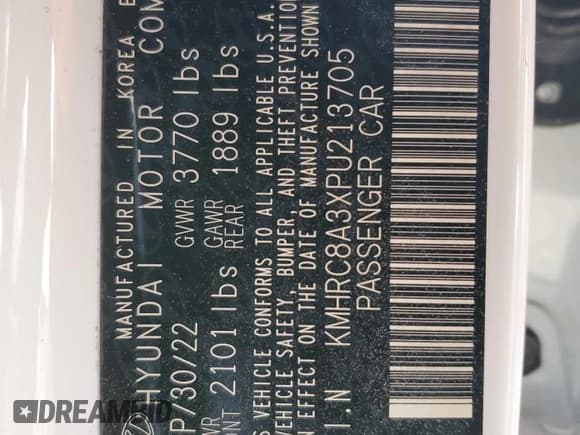 MANUFACTURED IN KOREA
HYUNDAI MOTOR COM
P/30/22 GVWR 3770 lbs
GAWR
2101 lbs REAR 1889 lbs
VEHICLE CONFORMS TO ALL APPLICABLE U.S.A.
VEHICLE SAFETY, BUMPER, AND THEFT PREVENTION
N EFFECT ON THE DATE OF MANUFACTURE SHOWN
I.N KMHRC8A3XPU213705
PASSENGER CAR
DREAMBID